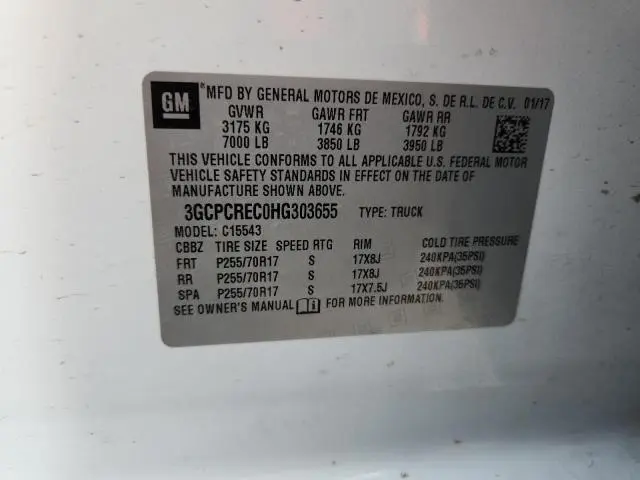 GM ®MFD BY GENERAL MOTORS DE MEXICO, S. DE R.L. DE C.V. 01/17
GVWR GAWR FRT GAWR RR
3175 KG 1746 KG 1792 KG
7000 LB 3850 LB 3950 LB
THIS VEHICLE CONFORMS TO ALL APPLICABLE U.S. FEDERAL MOTOR
VEHICLE SAFETY STANDARDS IN EFFECT ON THE DATE OF
MANUFACTURE SHOWN ABOVE.
3GCPCREC0HG303655 TYPE: TRUCK
MODEL: C15543
CBBZ TIRE SIZE SPEED RTG RIM COLD TIRE PRESSURE
FRT P255/70R17 S 17X8J 240KPA(35PSI)
RR P255/70R17 S 17X8J 240KPA(35PSI)
SPA P255/70R17 S 17X7.5J 240KPA(35PSI)
SEE OWNER'S MANUAL FOR MORE INFORMATION.